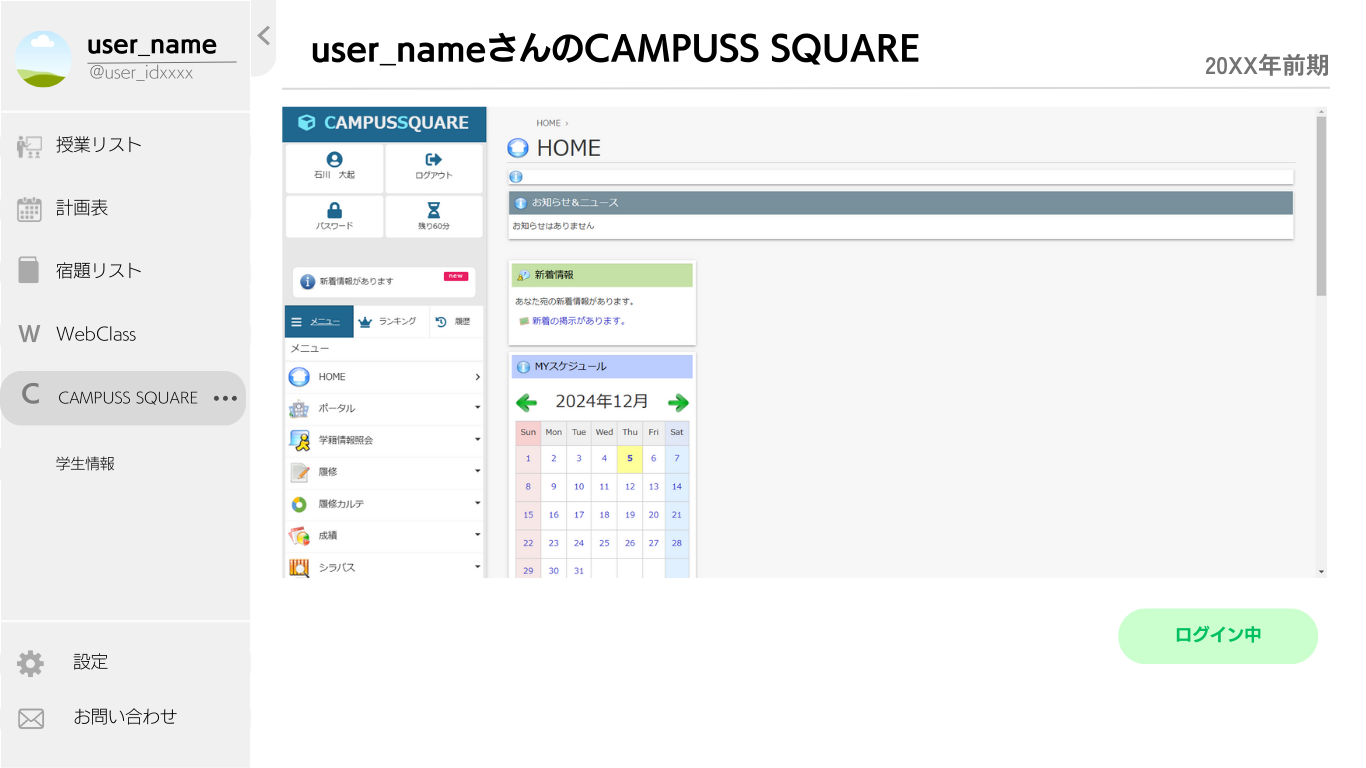 user_name
@user_idxxxx
授業リスト
計画表
宿題リスト
W WebClass
C CAMPUSS SQUARE •••
学生情報
設定
お問い合わせ
user_nameさんのCAMPUSS SQUARE
20XX年前期
CAMPUSSQUARE
石川 大起
ログアウト
パスワード
残り60分
新着情報があります
new
メニュー
ランキング
履歴
メニュー
HOME
ポータル
学籍情報照会
履修
履修カルテ
成績
シラバス
HOME ›
HOME
お知らせ&ニュース
お知らせはありません
新着情報
あなた宛の新着情報があります。
新着の掲示があります。
MYスケジュール
2024年12月
Sun Mon Tue Wed Thu Fri Sat
1 2 3 4 5 6 7
8 9 10 11 12 13 14
15 16 17 18 19 20 21
22 23 24 25 26 27 28
29 30 31
ログイン中